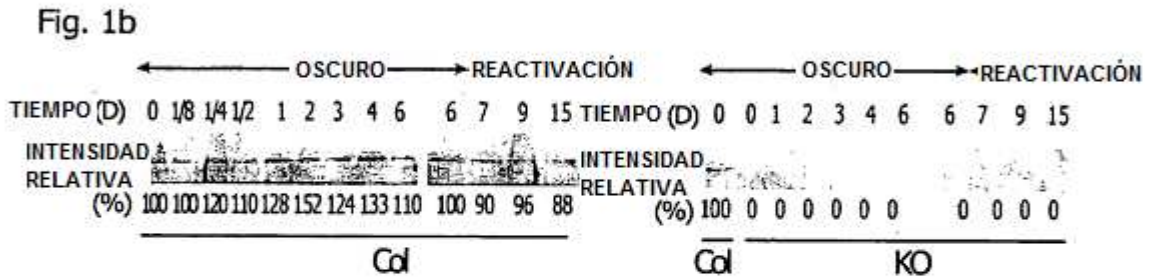 Fig. 1b
OSCURO REACTIVACIÓN OSCURO REACTIVACIÓN
TIEMPO (D) 0 1/8 1/4 1/2 1 2 3 4 6 6 7 9 15 TIEMPO (D) 0 0 1 2 3 4 6 6 7 9 15
INTENSIDAD INTENSIDAD
RELATIVA RELATIVA
(%) 100 100 120 110 128 152 124 133 110 100 90 96 88 (%) 100 0 0 0 0 0 0 0 0 0 0
Col Col KO